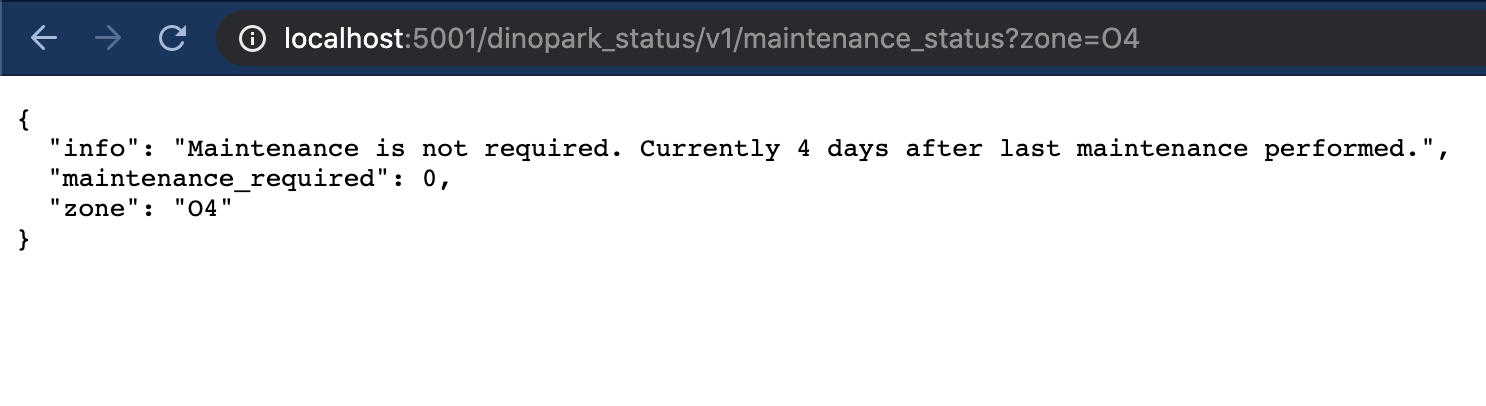 localhost:5001/dinopark_status/v1/maintenance_status?zone=O4
{
  "info": "Maintenance is not required. Currently 4 days after last maintenance performed.",
  "maintenance_required": 0,
  "zone": "O4"
}